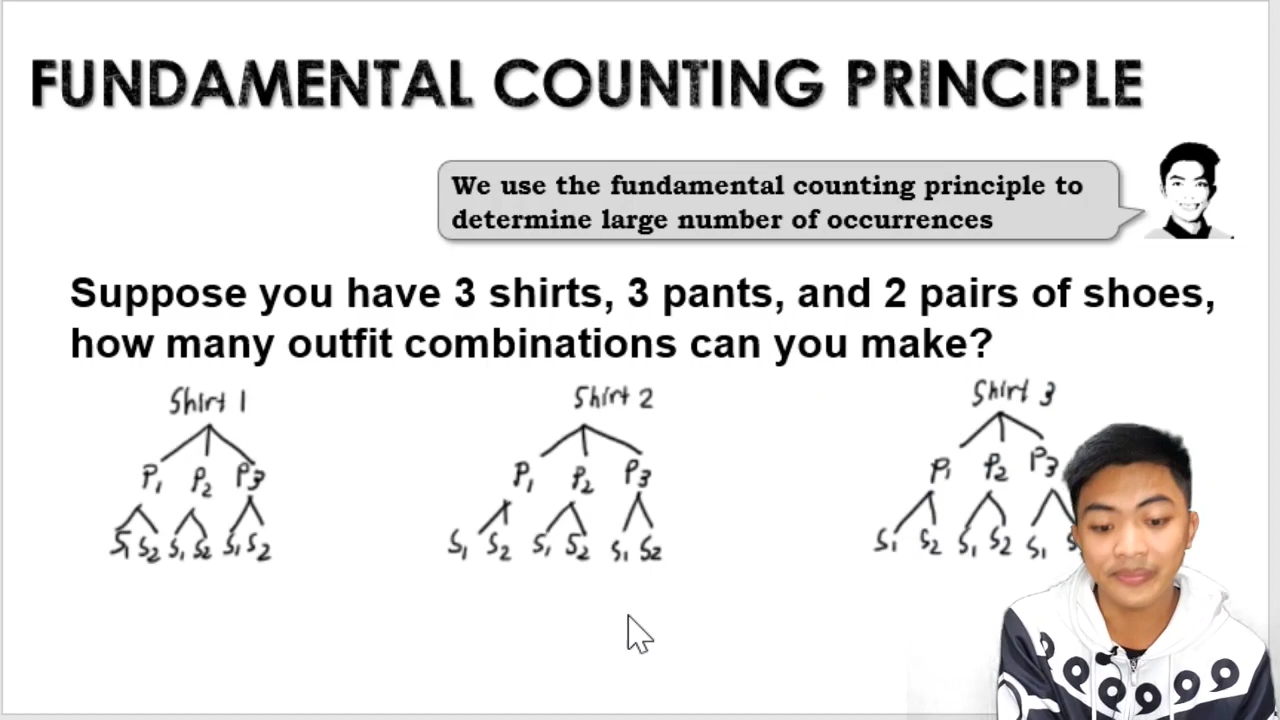 FUNDAMENTAL COUNTING PRINCIPLE
We use the fundamental counting principle to
determine large number of occurrences
Suppose you have 3 shirts, 3 pants, and 2 pairs of shoes,
how many outfit combinations can you make?
Shirt 1 Shirt 2 Shirt 3
P1 P2 P3 P1 P2 P3 P1 P2 P3
S1 S2 S1 S2 S1 S2 S1 S2 S1 S2 S1 S2 S1 S2 S1 S2 S1